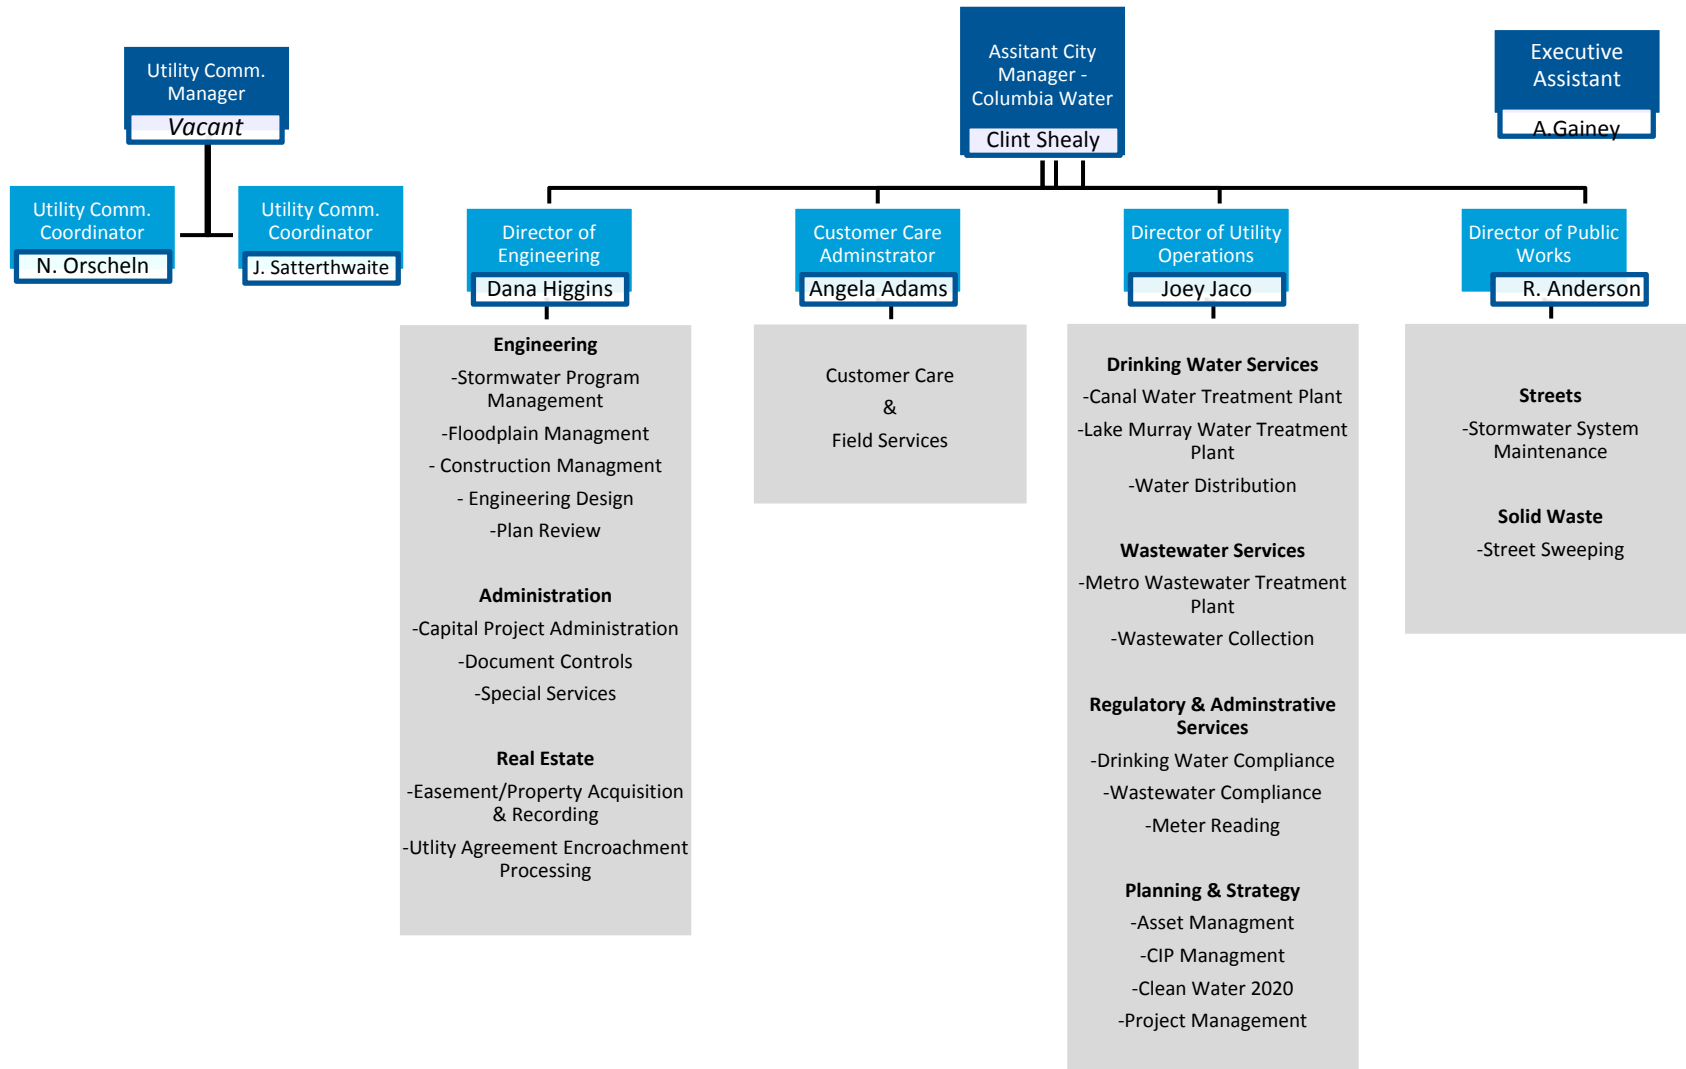 Utility Comm.
Manager
Vacant
Utility Comm.
Coordinator
N. Orscheln
Utility Comm.
Coordinator
J. Satterthwaite
Assitant City
Manager -
Columbia Water
Clint Shealy
Executive
Assistant
A.Gainey
Director of
Engineering
Dana Higgins
Engineering
-Stormwater Program
Management
-Floodplain Managment
- Construction Managment
- Engineering Design
-Plan Review
Administration
-Capital Project Administration
-Document Controls
-Special Services
Real Estate
-Easement/Property Acquisition
& Recording
-Utlity Agreement Encroachment
Processing
Customer Care
Adminstrator
Angela Adams
Customer Care
&
Field Services
Director of Utility
Operations
Joey Jaco
Drinking Water Services
-Canal Water Treatment Plant
-Lake Murray Water Treatment
Plant
-Water Distribution
Wastewater Services
-Metro Wastewater Treatment
Plant
-Wastewater Collection
Regulatory & Adminstrative
Services
-Drinking Water Compliance
-Wastewater Compliance
-Meter Reading
Planning & Strategy
-Asset Managment
-CIP Managment
-Clean Water 2020
-Project Management
Director of Public
Works
R. Anderson
Streets
-Stormwater System
Maintenance
Solid Waste
-Street Sweeping